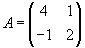 A = ( 4 1
-1 2 )